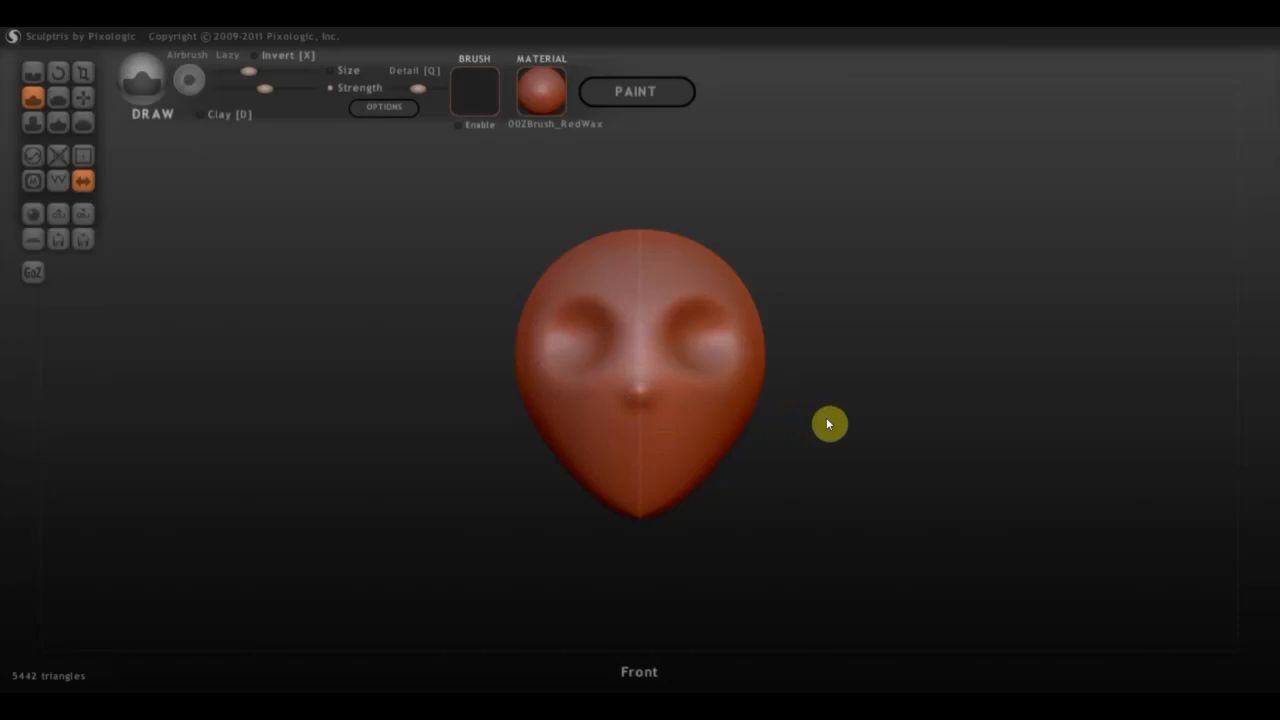 Sculptris by Pixologic Copyright © 2009-2011 Pixologic, Inc.
Airbrush Lazy Invert [X]
Size Detail [Q]
Strength
OPTIONS
DRAW Clay [D]
BRUSH
Enable
MATERIAL
00ZBrush_RedWax
PAINT
GoZ
Front
5442 triangles